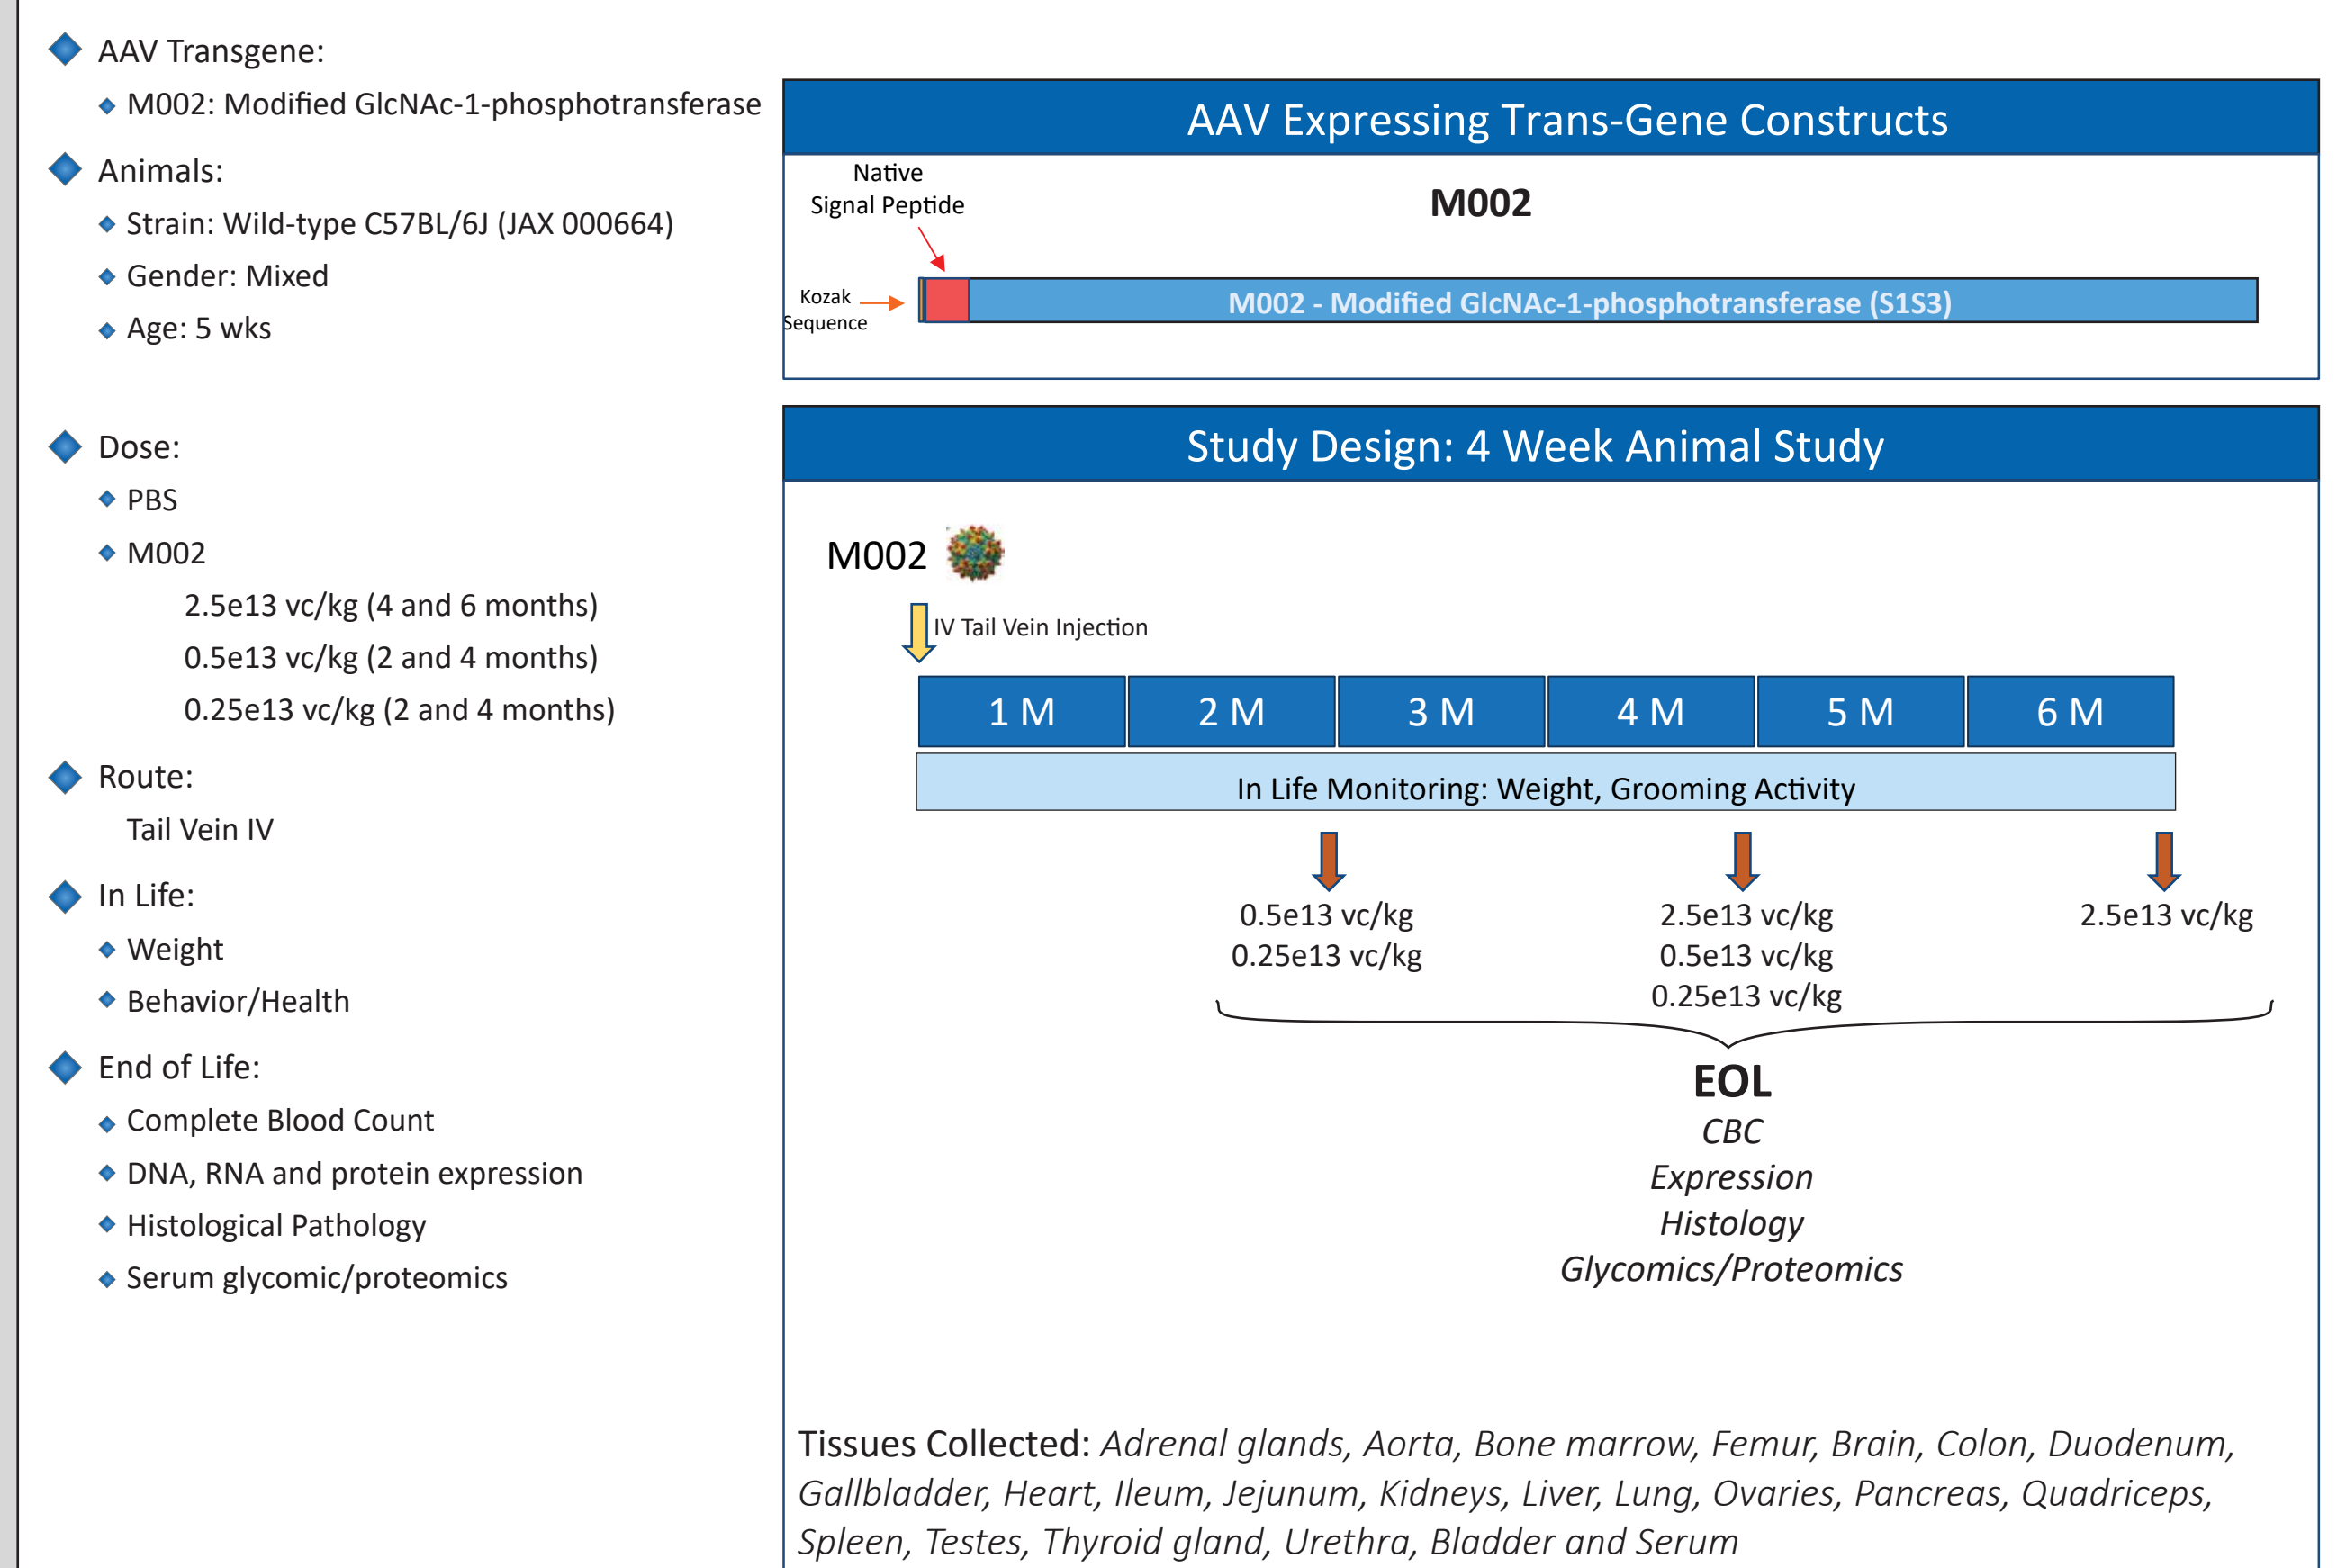 AAV Transgene:
M002: Modified GlcNAc-1-phosphotransferase
Animals:
Strain: Wild-type C57BL/6J (JAX 000664)
Gender: Mixed
Age: 5 wks
Dose:
PBS
M002
2.5e13 vc/kg (4 and 6 months)
0.5e13 vc/kg (2 and 4 months)
0.25e13 vc/kg (2 and 4 months)
Route:
Tail Vein IV
In Life:
Weight
Behavior/Health
End of Life:
Complete Blood Count
DNA, RNA and protein expression
Histological Pathology
Serum glycomic/proteomics
AAV Expressing Trans-Gene Constructs
Native
Signal Peptide
M002
Kozak
Sequence
M002 - Modified GlcNAc-1-phosphotransferase (S1S3)
Study Design: 4 Week Animal Study
M002
IV Tail Vein Injection
1 M 2 M 3 M 4 M 5 M 6 M
In Life Monitoring: Weight, Grooming Activity
0.5e13 vc/kg
0.25e13 vc/kg
2.5e13 vc/kg
0.5e13 vc/kg
0.25e13 vc/kg
2.5e13 vc/kg
EOL
CBC
Expression
Histology
Glycomics/Proteomics
Tissues Collected: Adrenal glands, Aorta, Bone marrow, Femur, Brain, Colon, Duodenum,
Gallbladder, Heart, Ileum, Jejunum, Kidneys, Liver, Lung, Ovaries, Pancreas, Quadriceps,
Spleen, Testes, Thyroid gland, Urethra, Bladder and Serum